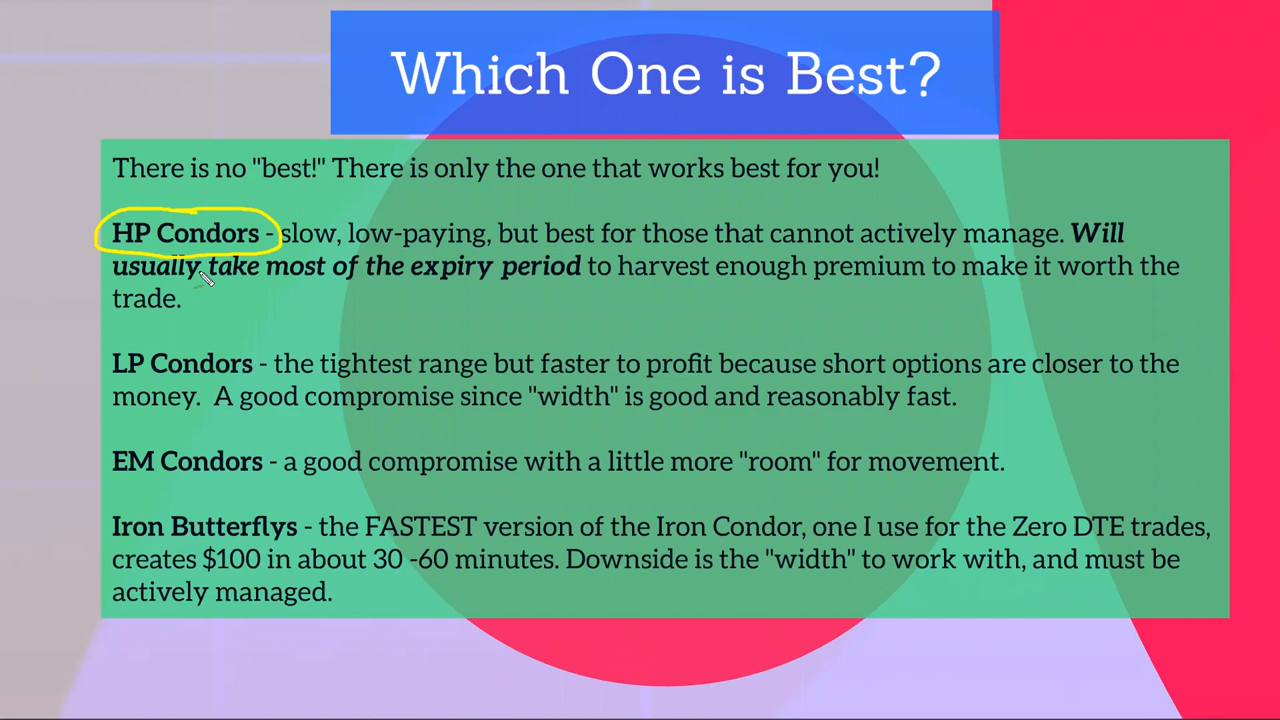 Which One is Best?
There is no "best!" There is only the one that works best for you!
HP Condors - slow, low-paying, but best for those that cannot actively manage. Will
usually take most of the expiry period to harvest enough premium to make it worth the
trade.
LP Condors - the tightest range but faster to profit because short options are closer to the
money.  A good compromise since "width" is good and reasonably fast.
EM Condors - a good compromise with a little more "room" for movement.
Iron Butterflys - the FASTEST version of the Iron Condor, one I use for the Zero DTE trades,
creates $100 in about 30 -60 minutes. Downside is the "width" to work with, and must be
actively managed.